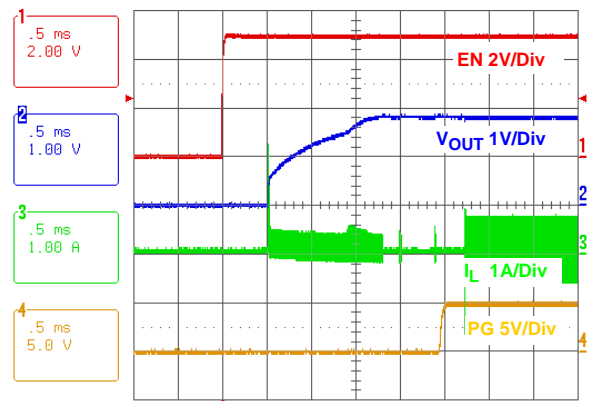 1
.5 ms
2.00 V
EN 2V/Div
2
.5 ms
1.00 V
VOUT 1V/Div
1
2
3
.5 ms
1.00 A
3
IL 1A/Div
4
.5 ms
5.0 V
PG 5V/Div
4